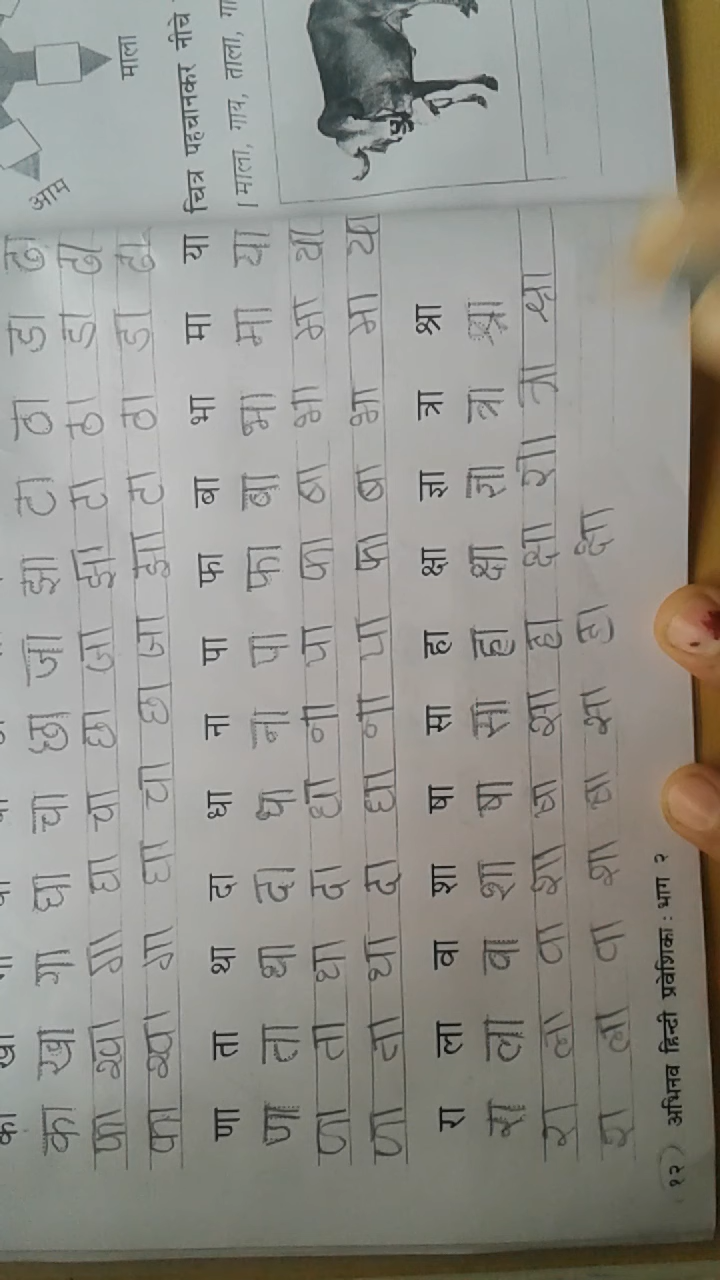 का खा गा घा चा छा जा झा टा ठा डा ढा
का खा गा घा चा छा जा झा टा ठा डा ढा
का खा गा घा चा छा जा झा टा ठा डा ढा
णा ता था दा धा ना पा फा बा भा मा या
णा ता था दा धा ना पा फा बा भा मा या
णा ता था दा धा ना पा फा बा भा मा या
णा ता था दा धा ना पा फा बा भा मा या
रा ला वा शा षा सा हा क्षा ज्ञा त्रा श्रा
रा ला वा शा षा सा हा क्षा ज्ञा त्रा श्रा
रा ला वा शा षा सा हा क्षा ज्ञा त्रा श्रा
रा ला वा शा षा सा हा क्षा
१२ अभिनव हिन्दी प्रवेशिका : भाग २
आम
माला
चित्र पहचानकर नीचे
(माला, गाय, ताला,